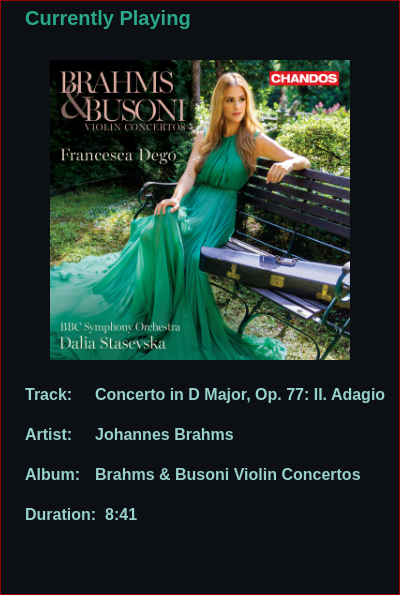 Currently Playing
BRAHMS
& BUSONI
VIOLIN CONCERTOS
CHANDOS
Francesca Dego
BBC Symphony Orchestra
Dalia Stasevska
Track: Concerto in D Major, Op. 77: II. Adagio
Artist: Johannes Brahms
Album: Brahms & Busoni Violin Concertos
Duration: 8:41